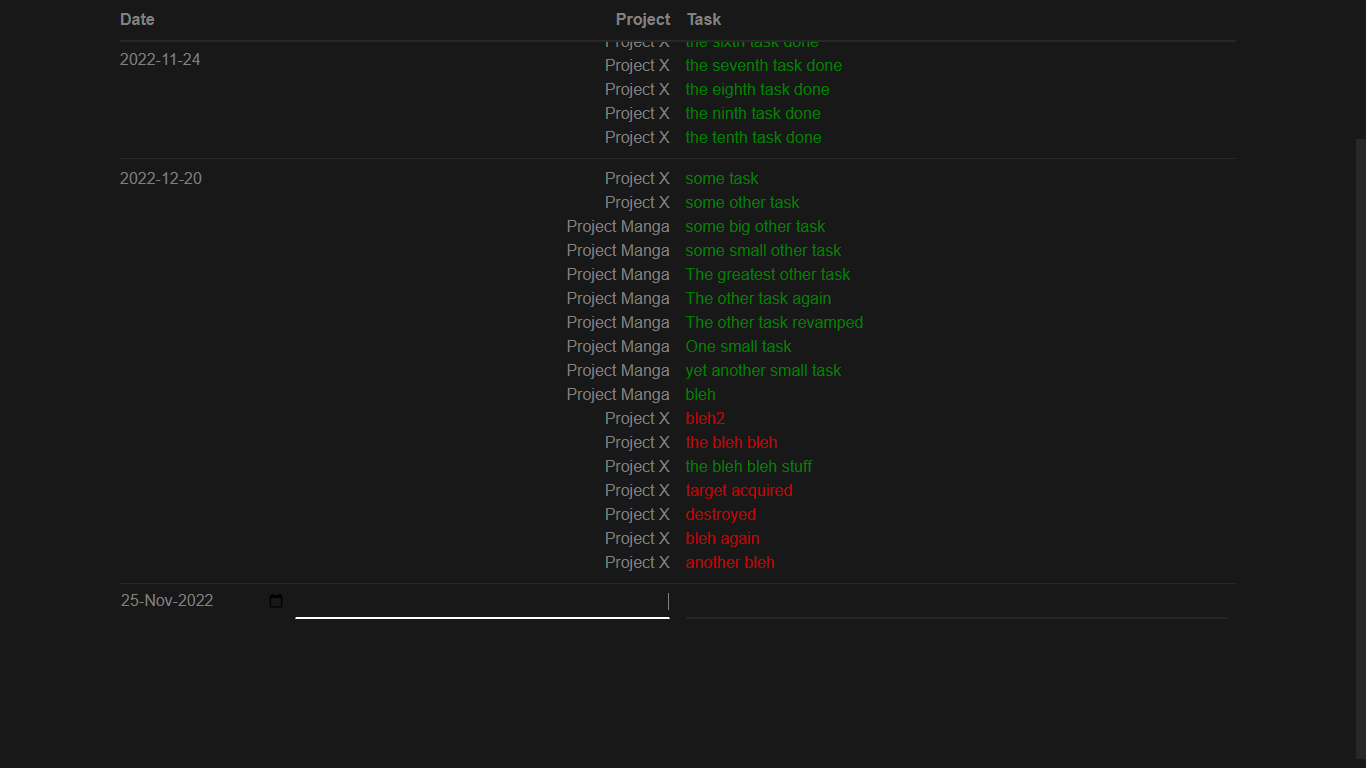 Date Project Task
Project X the sixth task done
2022-11-24
Project X the seventh task done
Project X the eighth task done
Project X the ninth task done
Project X the tenth task done
2022-12-20 Project X some task
Project X some other task
Project Manga some big other task
Project Manga some small other task
Project Manga The greatest other task
Project Manga The other task again
Project Manga The other task revamped
Project Manga One small task
Project Manga yet another small task
Project Manga bleh
Project X bleh2
Project X the bleh bleh
Project X the bleh bleh stuff
Project X target acquired
Project X destroyed
Project X bleh again
Project X another bleh
25-Nov-2022